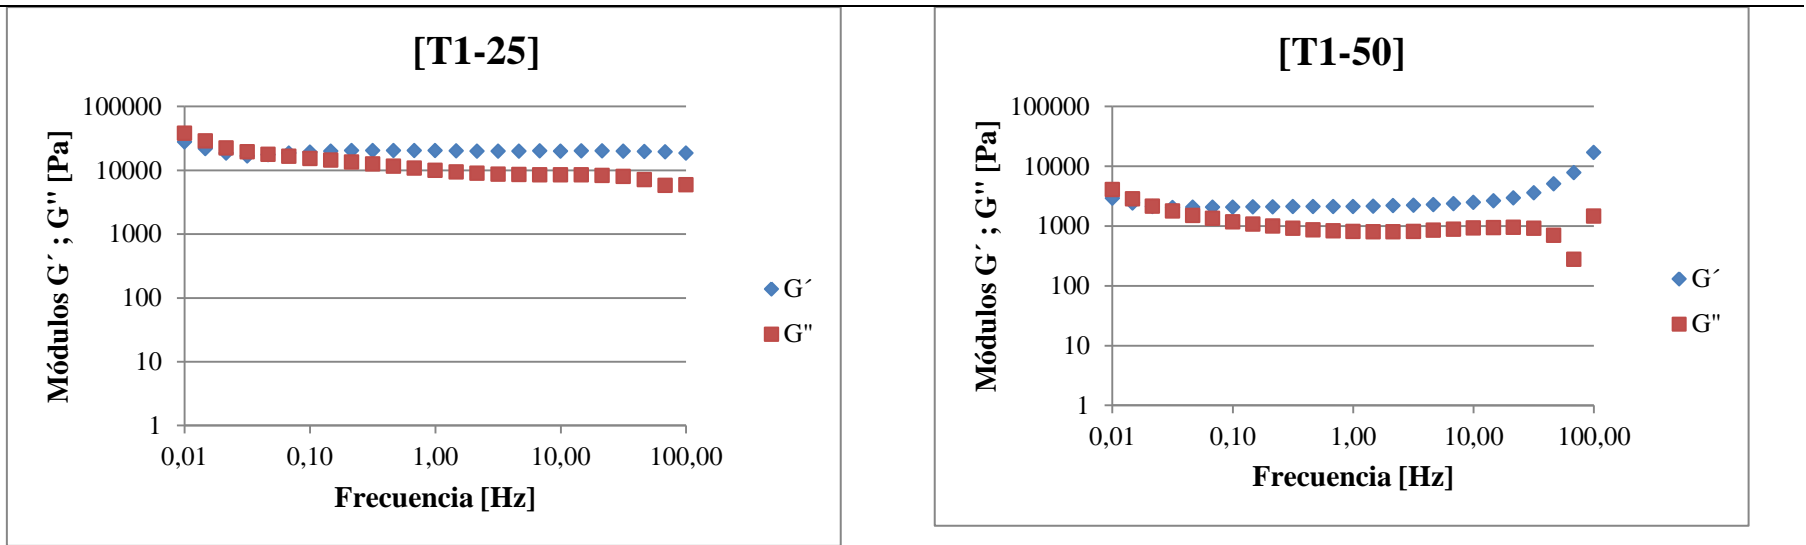 [T1-25]
100000
10000
1000
100
10
1
0,01 0,10 1,00 10,00 100,00
Módulos G´ ; G'' [Pa]
Frecuencia [Hz]
G´
G"
[T1-50]
100000
10000
1000
100
10
1
0,01 0,10 1,00 10,00 100,00
Módulos G´ ; G'' [Pa]
Frecuencia [Hz]
G´
G"